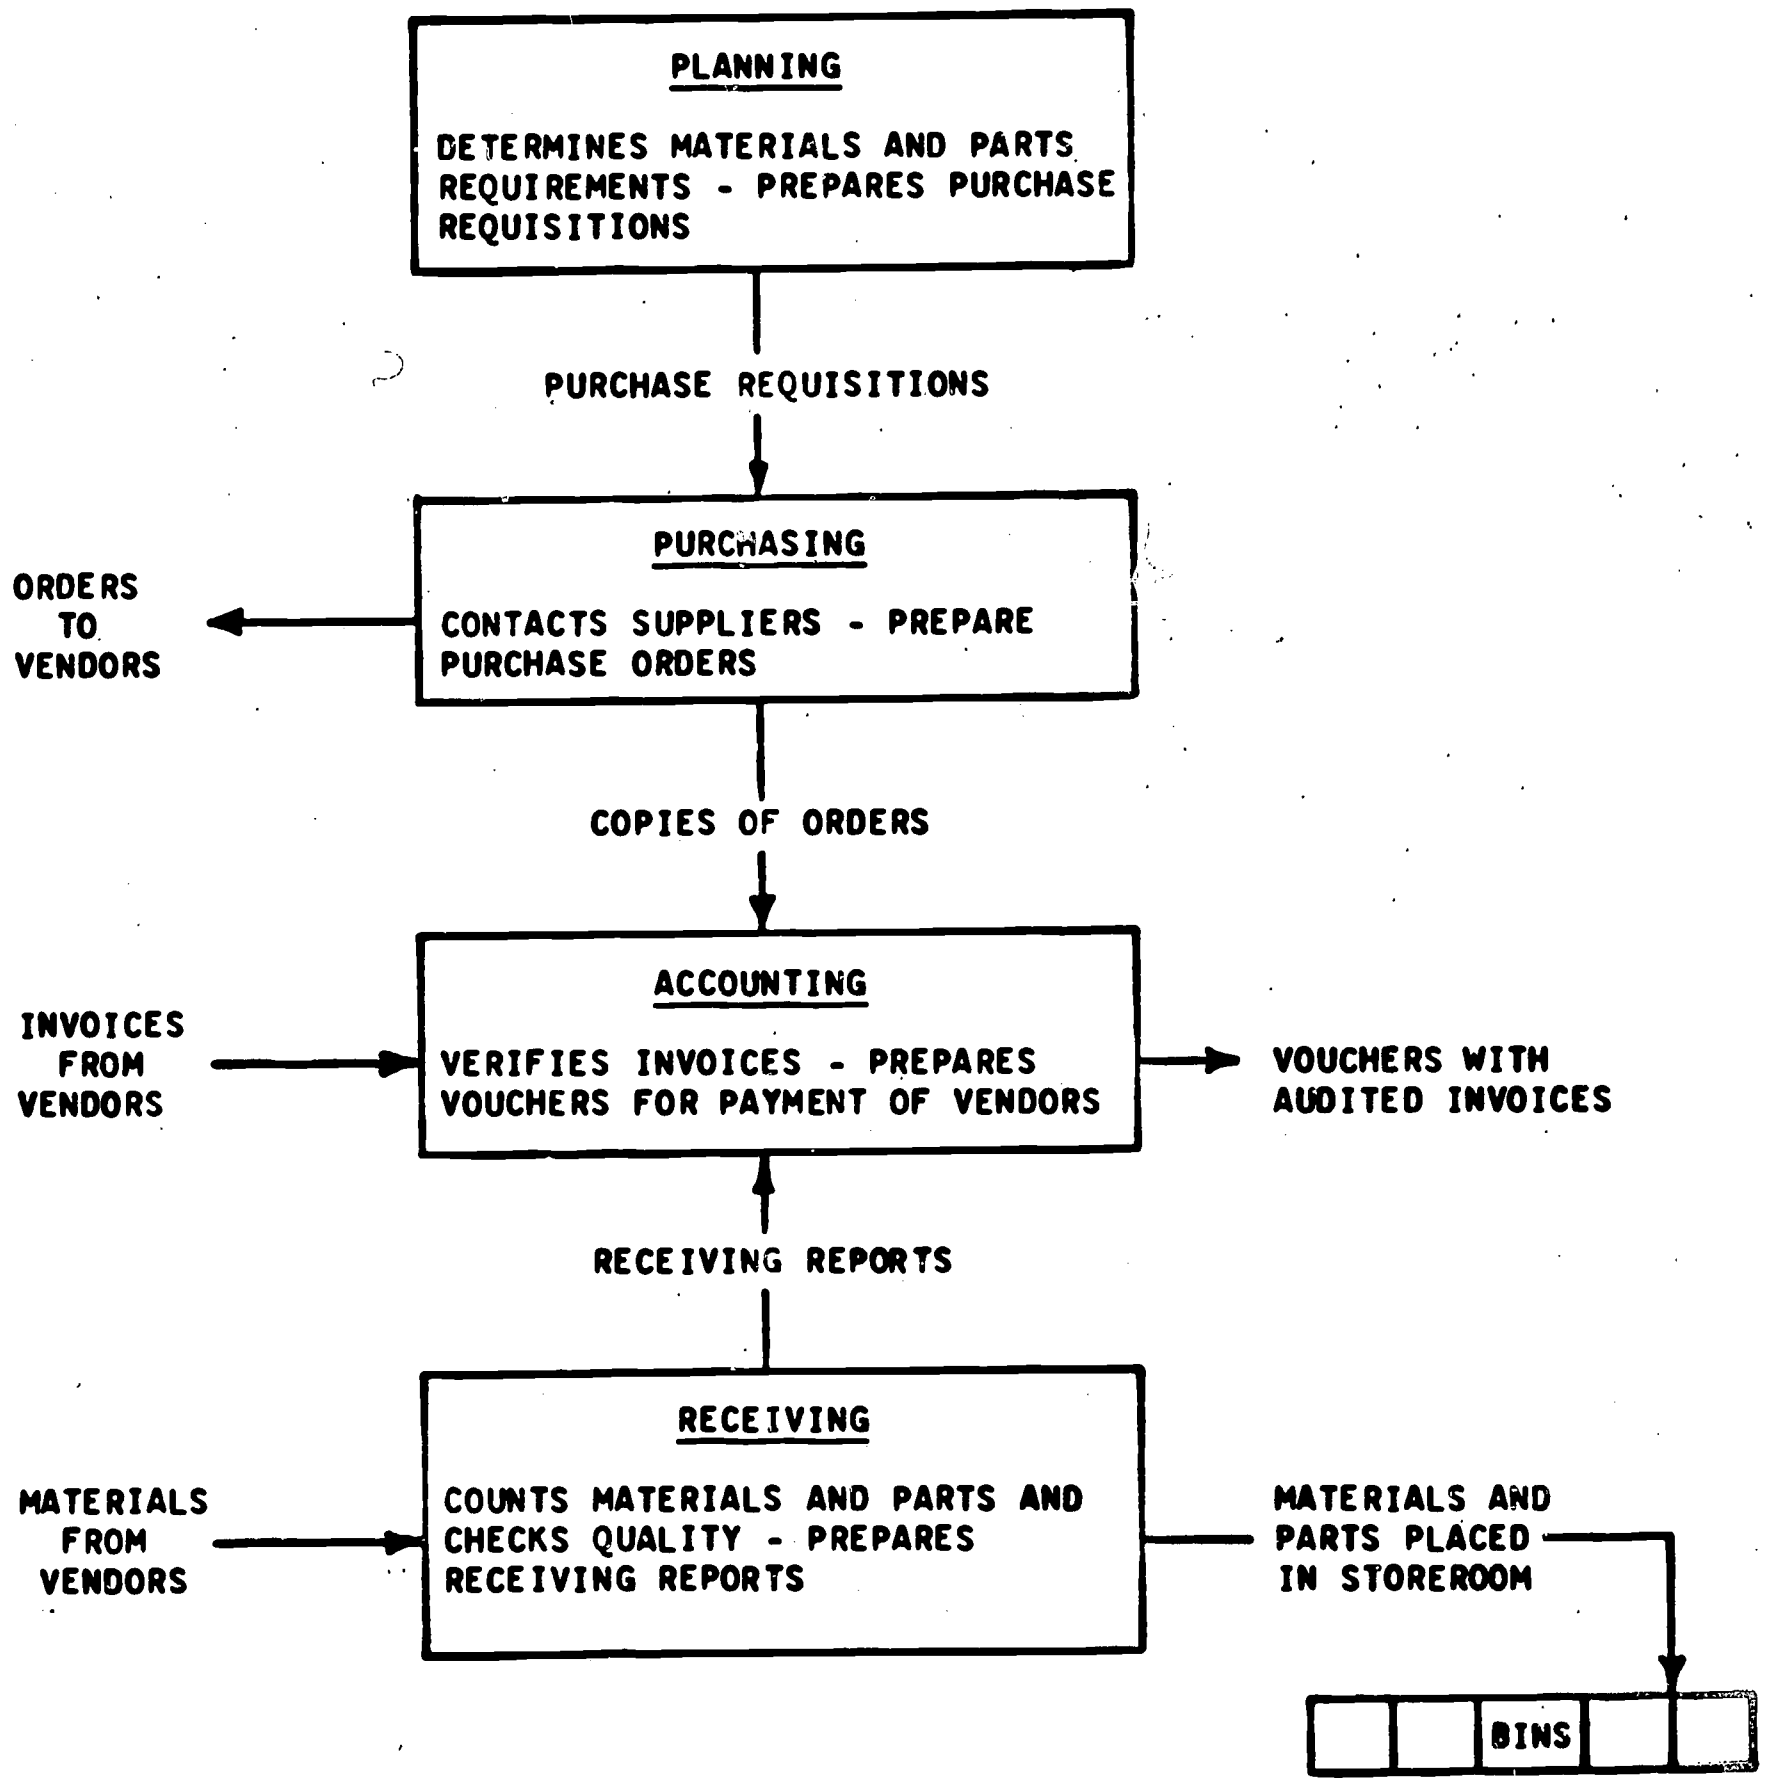 PLANNING
DETERMINES MATERIALS AND PARTS
REQUIREMENTS - PREPARES PURCHASE
REQUISITIONS
PURCHASE REQUISITIONS
PURCHASING
CONTACTS SUPPLIERS - PREPARE
PURCHASE ORDERS
ORDERS
TO
VENDORS
COPIES OF ORDERS
ACCOUNTING
VERIFIES INVOICES - PREPARES
VOUCHERS FOR PAYMENT OF VENDORS
INVOICES
FROM
VENDORS
VOUCHERS WITH
AUDITED INVOICES
RECEIVING REPORTS
RECEIVING
COUNTS MATERIALS AND PARTS AND
CHECKS QUALITY - PREPARES
RECEIVING REPORTS
MATERIALS
FROM
VENDORS
MATERIALS AND
PARTS PLACED
IN STOREROOM
BINS